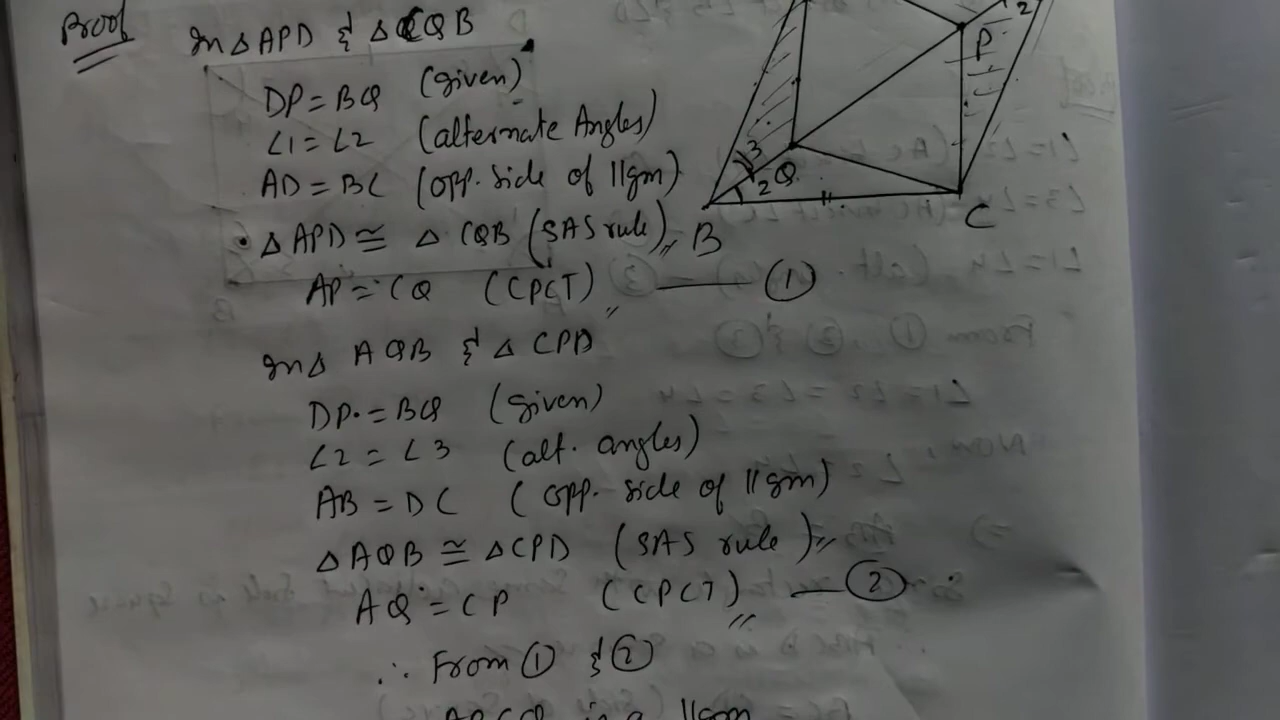 Proof In △ APD & △ CQB
DP = BQ (given)
∠1 = ∠2 (alternate Angles)
AD = BC (opp. side of ||gm)
△ APD ≅ △ CQB (SAS rule)
AP = CQ (CPCT) — ①
In △ AQB & △ CPD
DP = BQ (given)
∠2 = ∠3 (alt. angles)
AB = DC (opp. side of ||gm)
△AQB ≅ △CPD (SAS rule)
AQ = CP (CPCT) — ②
∴ From ① & ②
is a ||gm
2
P
3
2 Q
B
C